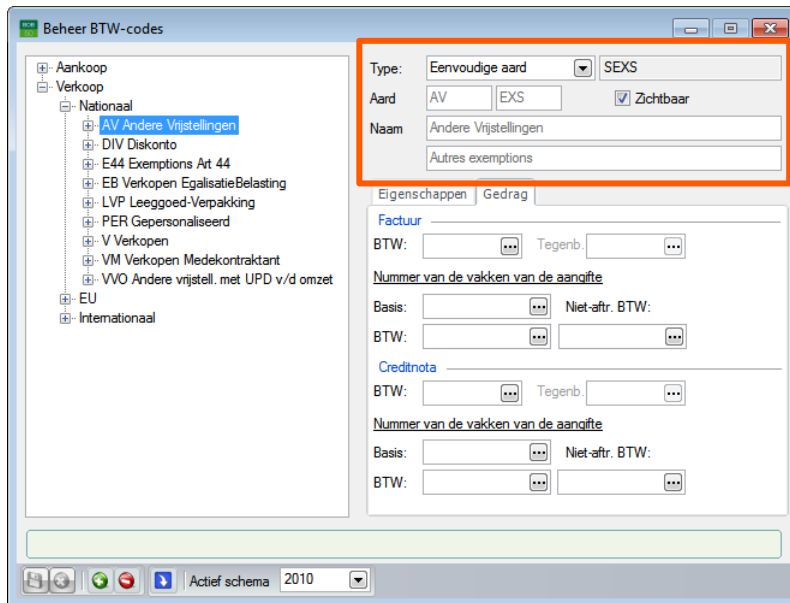 BOB 50 Beheer BTW-codes
Aankoop
Verkoop
Nationaal
AV Andere Vrijstellingen
DIV Diskonto
E44 Exemptions Art 44
EB Verkopen EgalisatieBelasting
LVP Leeggoed-Verpakking
PER Gepersonaliseerd
V Verkopen
VM Verkopen Medekontraktant
VVO Andere vrijstell. met UPD v/d omzet
EU
Internationaal
Type: Eenvoudige aard SEXS
Aard AV EXS Zichtbaar
Naam Andere Vrijstellingen
Autres exemptions
Eigenschappen Gedrag
Factuur
BTW: ... Tegenb. ...
Nummer van de vakken van de aangifte
Basis: ... Niet-aftr. BTW:
BTW: ... ...
Creditnota
BTW: ... Tegenb. ...
Nummer van de vakken van de aangifte
Basis: ... Niet-aftr. BTW:
BTW: ... ...
Actief schema 2010